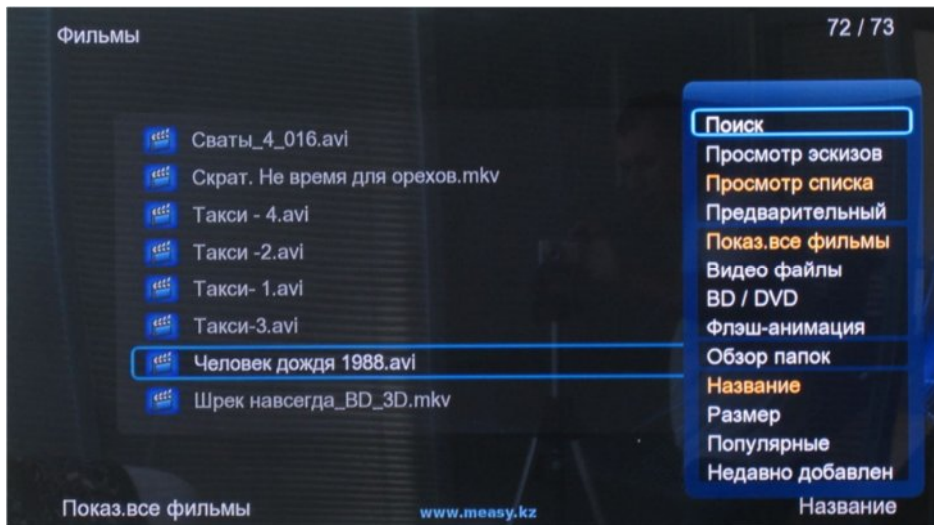 Фильмы
72 / 73
Сваты_4_016.avi
Скрат. Не время для орехов.mkv
Такси - 4.avi
Такси -2.avi
Такси- 1.avi
Такси-3.avi
Человек дождя 1988.avi
Шрек навсегда_BD_3D.mkv
Поиск
Просмотр эскизов
Просмотр списка
Предварительный
Показ.все фильмы
Видео файлы
BD / DVD
Флэш-анимация
Обзор папок
Название
Размер
Популярные
Недавно добавлен
Показ.все фильмы
www.measy.kz
Название